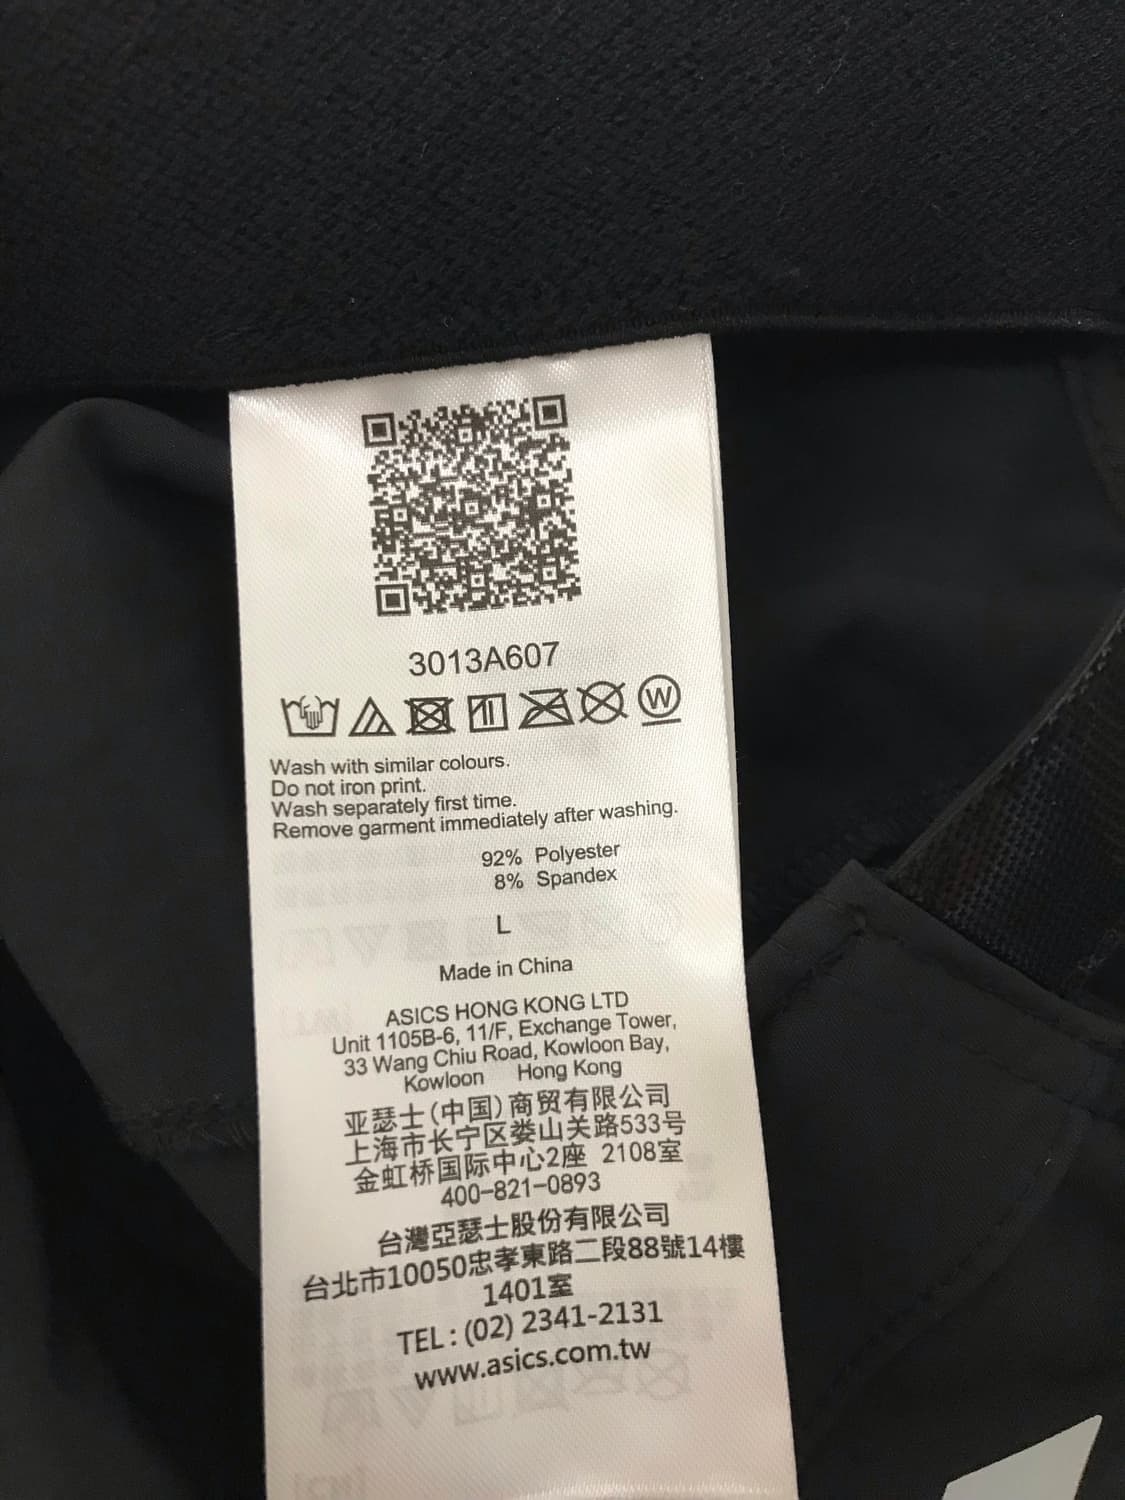 3013A607
W
Wash with similar colours.
Do not iron print.
Wash separately first time.
Remove garment immediately after washing.
92% Polyester
8% Spandex
L
Made in China
ASICS HONG KONG LTD
Unit 1105B-6, 11/F, Exchange Tower,
33 Wang Chiu Road, Kowloon Bay,
Kowloon Hong Kong
亚瑟士(中国)商贸有限公司
上海市长宁区娄山关路533号
金虹桥国际中心2座 2108室
400-821-0893
台灣亞瑟士股份有限公司
台北市10050忠孝東路二段88號14樓
1401室
TEL : (02) 2341-2131
www.asics.com.tw